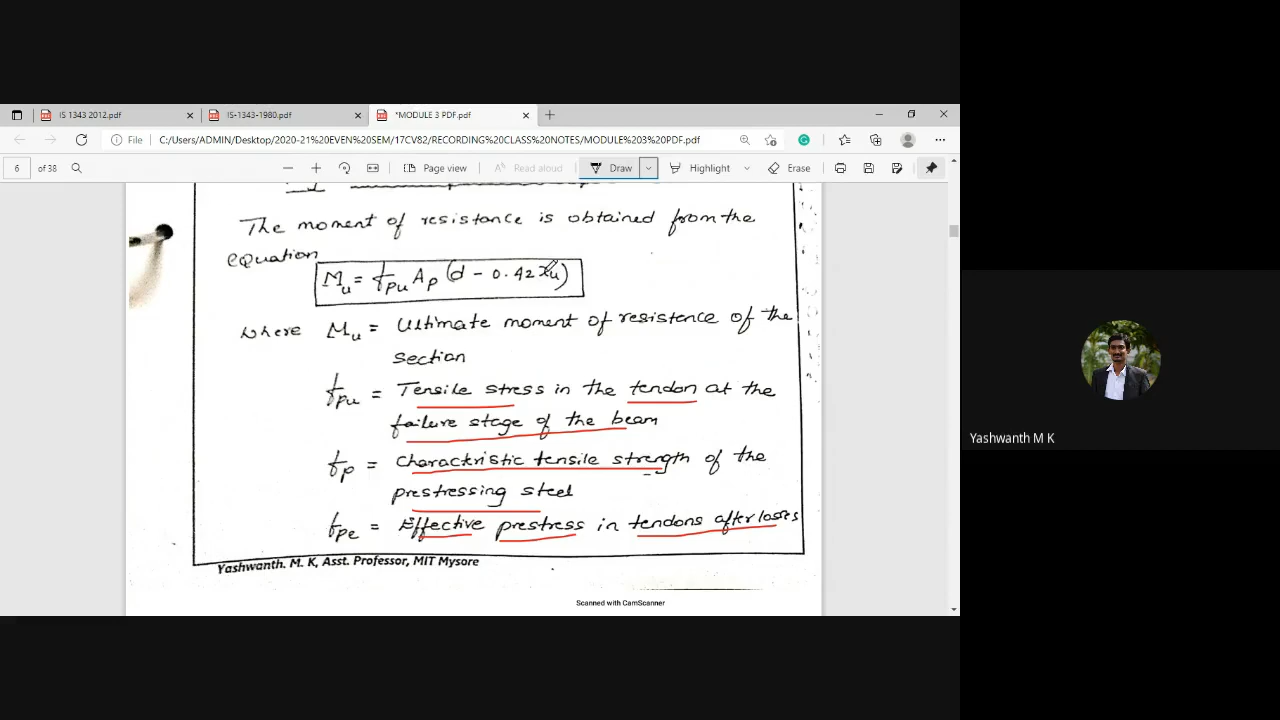 IS 1343 2012.pdf
IS-1343-1980.pdf
*MODULE 3 PDF.pdf
File
C:/Users/ADMIN/Desktop/2020-21%20EVEN%20SEM/17CV82/RECORDING%20CLASS%20NOTES/MODULE%203%20PDF.pdf
6 of 38
Page view
Read aloud
Draw
Highlight
Erase
The moment of resistance is obtained from the
equation
Mu = fpu Ap (d - 0.42 xu)
where Mu = Ultimate moment of resistence of the
section
fpu = Tensile stress in the tendon at the
failure stage of the beam
fp = Charactristic tensile strength of the
prestressing steel
fpe = Effective prestress in tendons after losses
Yashwanth. M. K, Asst. Professor, MIT Mysore
Scanned with CamScanner
Yashwanth M K